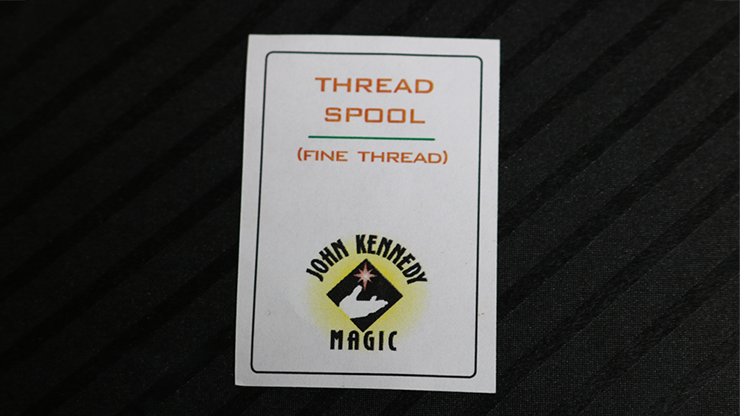 THREAD
SPOOL
(FINE THREAD)
JOHN KENNEDY
MAGIC